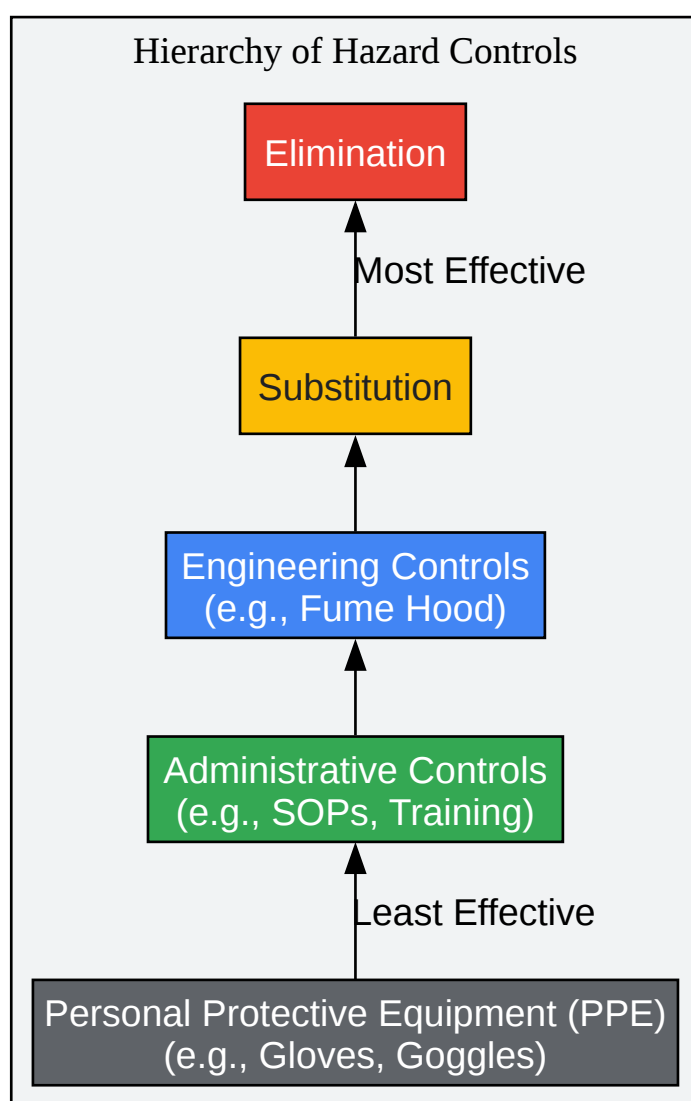 Hierarchy of Hazard Controls
Elimination
Most Effective
Substitution
Engineering Controls
(e.g., Fume Hood)
Administrative Controls
(e.g., SOPs, Training)
Least Effective
Personal Protective Equipment (PPE)
(e.g., Gloves, Goggles)